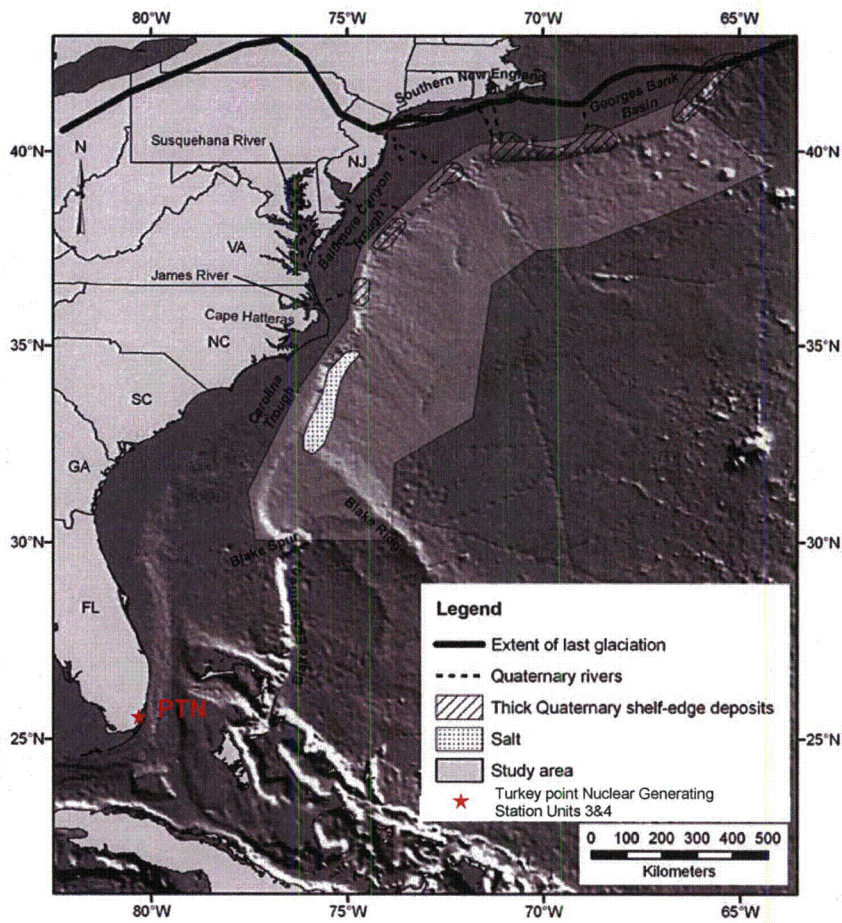 80°W 75°W 70°W 65°W
Southern New England
Georges Bank
Basin
Susquehana River
N
NJ
40°N
40°N
Baltimore Canyon
Trough
VA
James River
Cape Hatteras
NC
35°N
35°N
Carolina
Trough
SC
GA
Blake Ridge
30°N
30°N
Blake Spur
FL
PTN
25°N
25°N
Legend
Extent of last glaciation
Quaternary rivers
Thick Quaternary shelf-edge deposits
Salt
Study area
Turkey point Nuclear Generating
Station Units 3&4
0 100 200 300 400 500
Kilometers
80°W 75°W 70°W 65°W